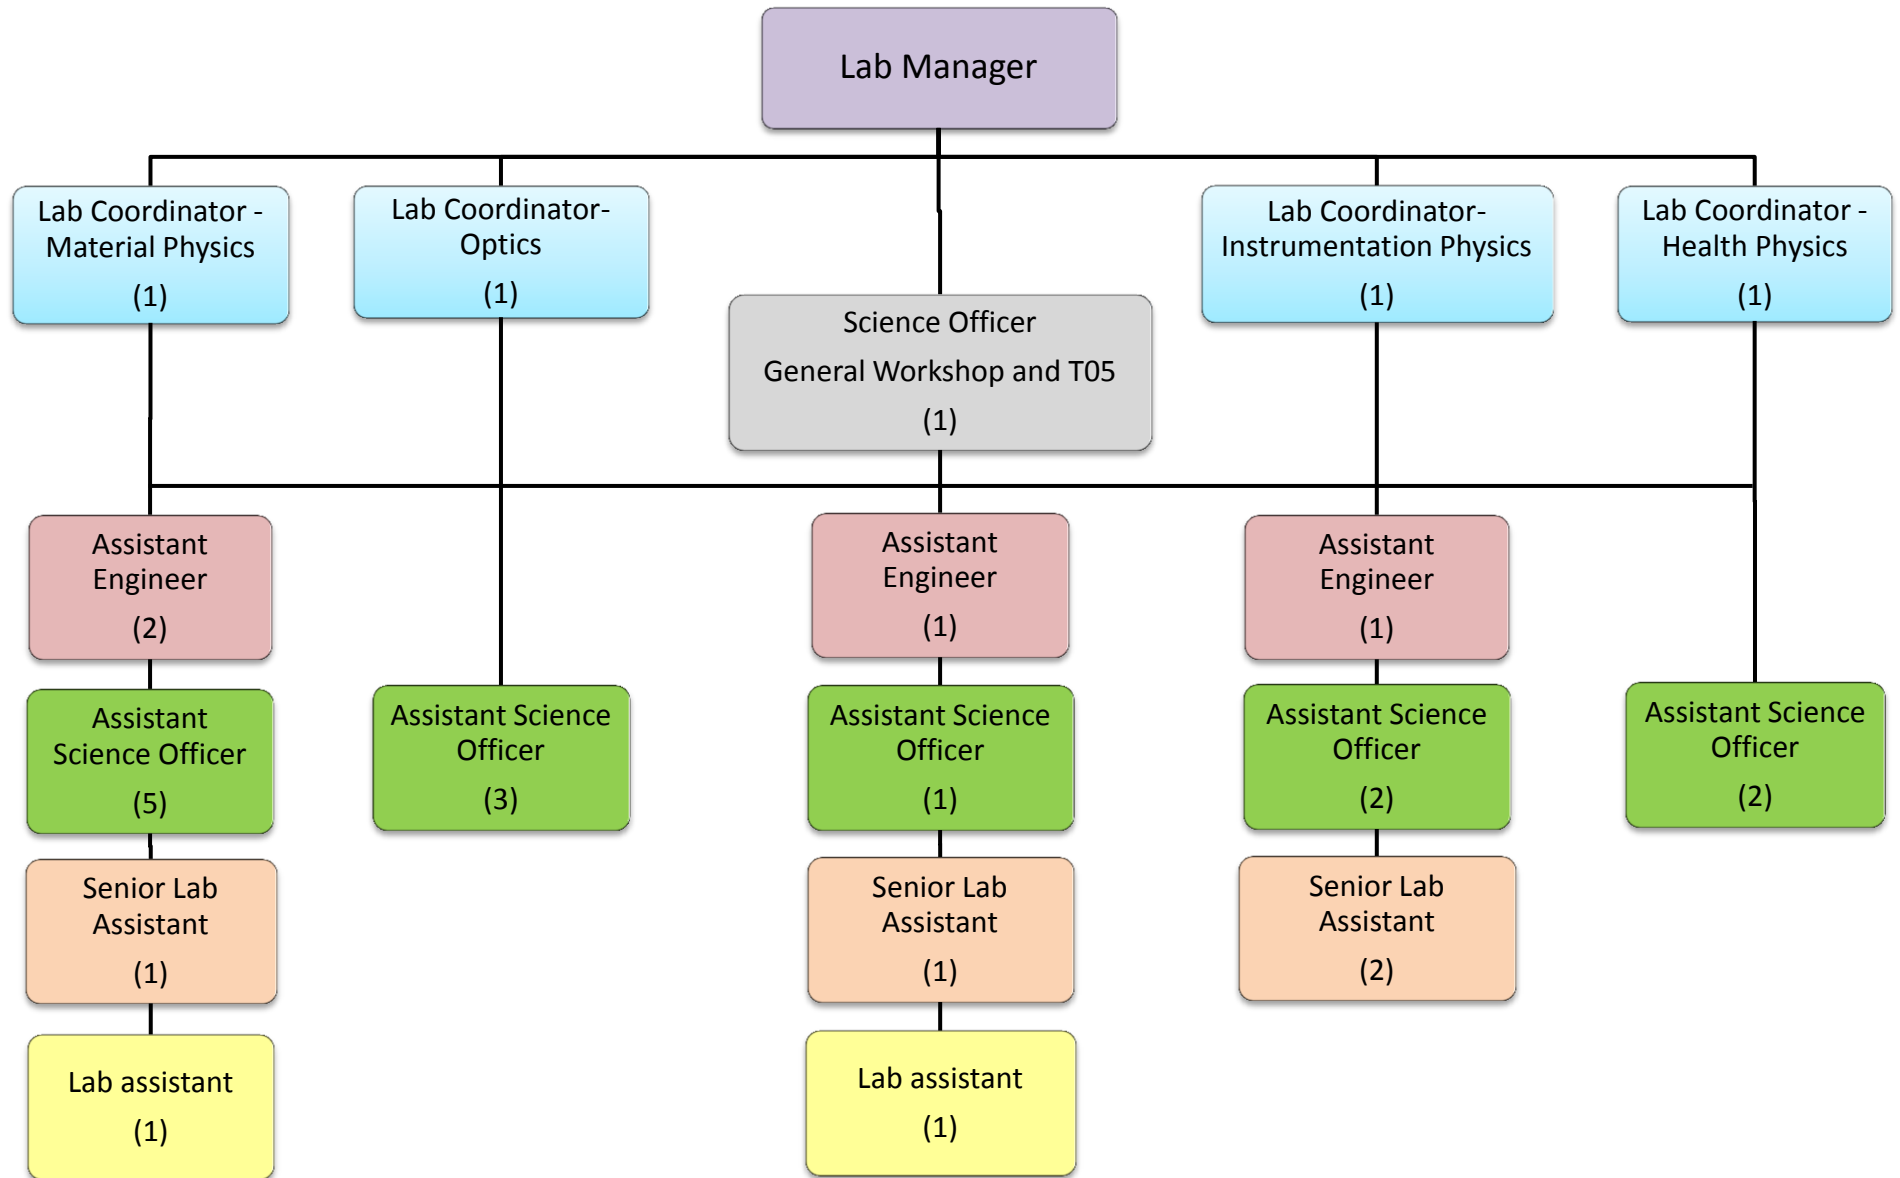 Lab Manager
Lab Coordinator -
Material Physics
(1)
Lab Coordinator-
Optics
(1)
Science Officer
General Workshop and T05
(1)
Lab Coordinator-
Instrumentation Physics
(1)
Lab Coordinator -
Health Physics
(1)
Assistant
Engineer
(2)
Assistant
Engineer
(1)
Assistant
Engineer
(1)
Assistant
Science Officer
(5)
Assistant Science
Officer
(3)
Assistant Science
Officer
(1)
Assistant Science
Officer
(2)
Assistant Science
Officer
(2)
Senior Lab
Assistant
(1)
Senior Lab
Assistant
(1)
Senior Lab
Assistant
(2)
Lab assistant
(1)
Lab assistant
(1)